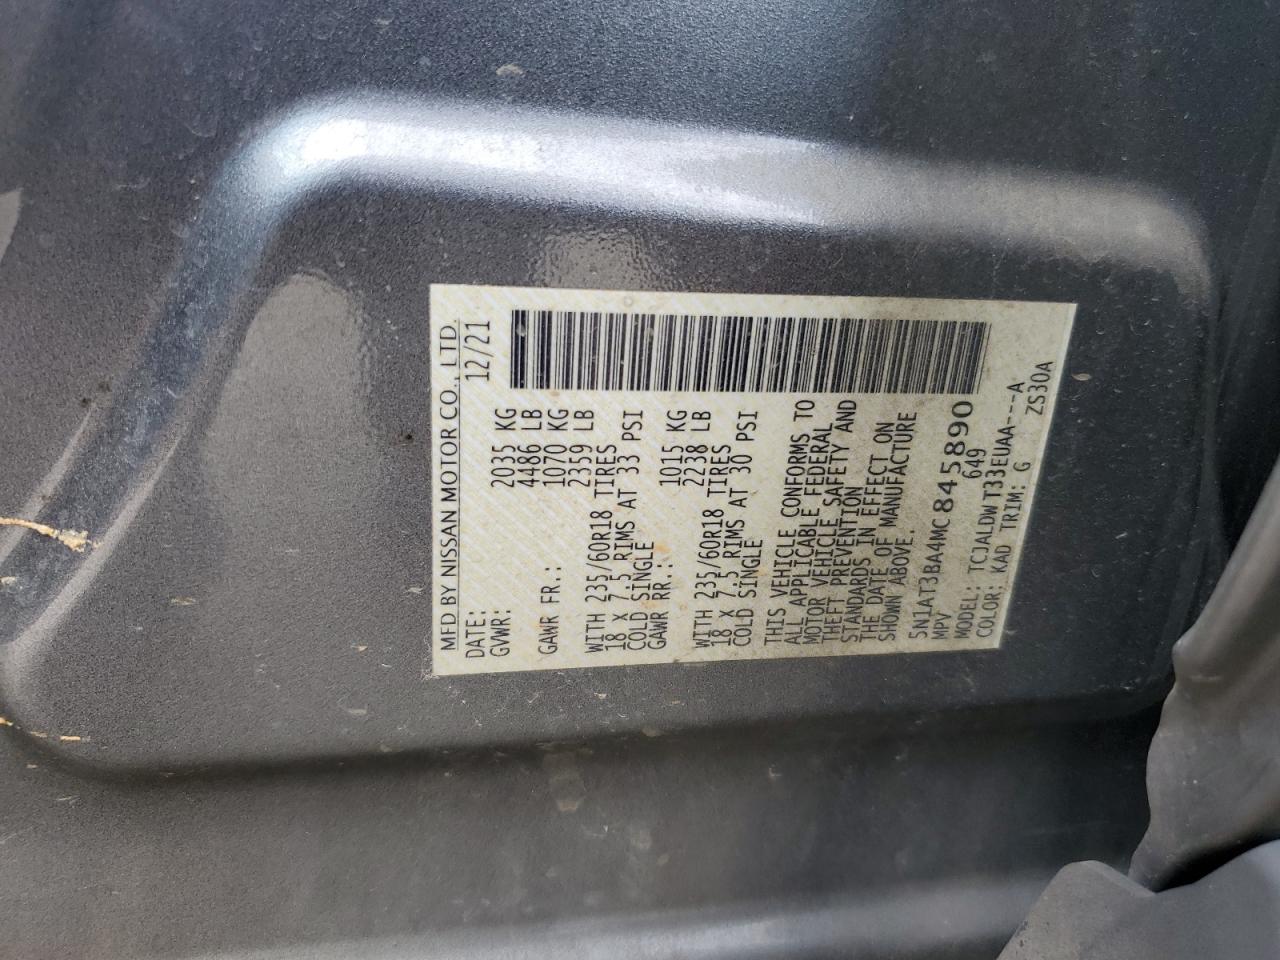 MFD BY NISSAN MOTOR CO., LTD.
DATE: 12/21
GVWR: 2035 KG
4486 LB
GAWR FR.: 1070 KG
2359 LB
WITH 235/60R18 TIRES
18 X 7.5 RIMS AT 33 PSI
COLD SINGLE
GAWR RR.: 1015 KG
2238 LB
WITH 235/60R18 TIRES
18 X 7.5 RIMS AT 30 PSI
COLD SINGLE
THIS VEHICLE CONFORMS TO
ALL APPLICABLE FEDERAL
MOTOR VEHICLE SAFETY AND
THEFT PREVENTION
STANDARDS IN EFFECT ON
THE DATE OF MANUFACTURE
SHOWN ABOVE.
5N1AT3BA4MC845890
MPV 649
MODEL: TCJALDWT33EUAA---A
COLOR: KAD TRIM: G ZS30A